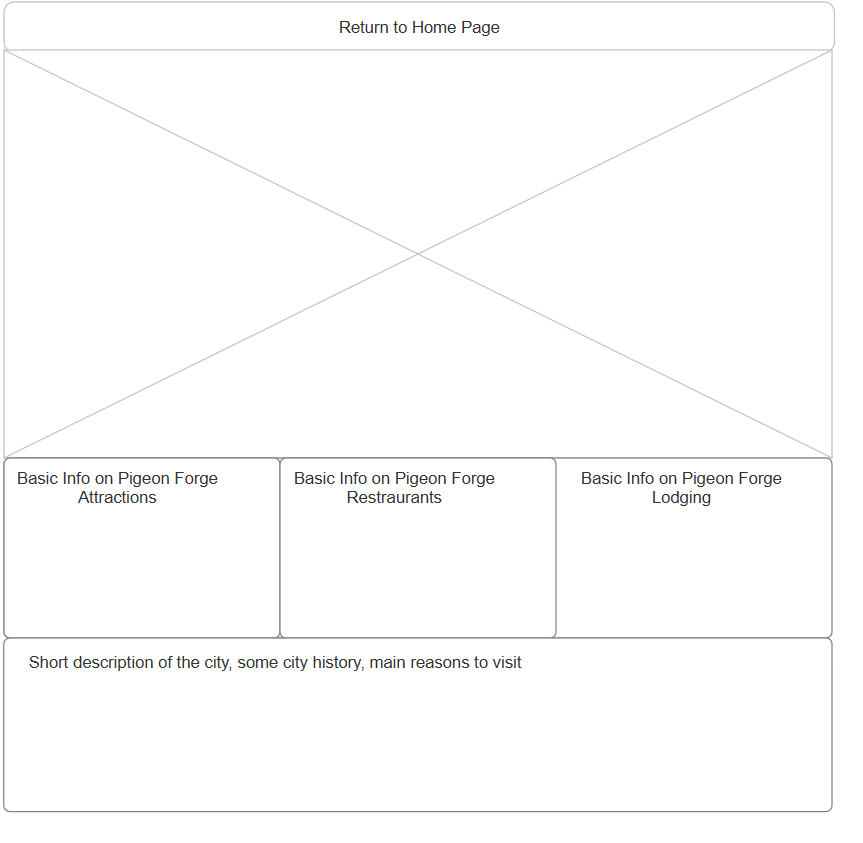 Return to Home Page
Basic Info on Pigeon Forge
Attractions
Basic Info on Pigeon Forge
Restraurants
Basic Info on Pigeon Forge
Lodging
Short description of the city, some city history, main reasons to visit